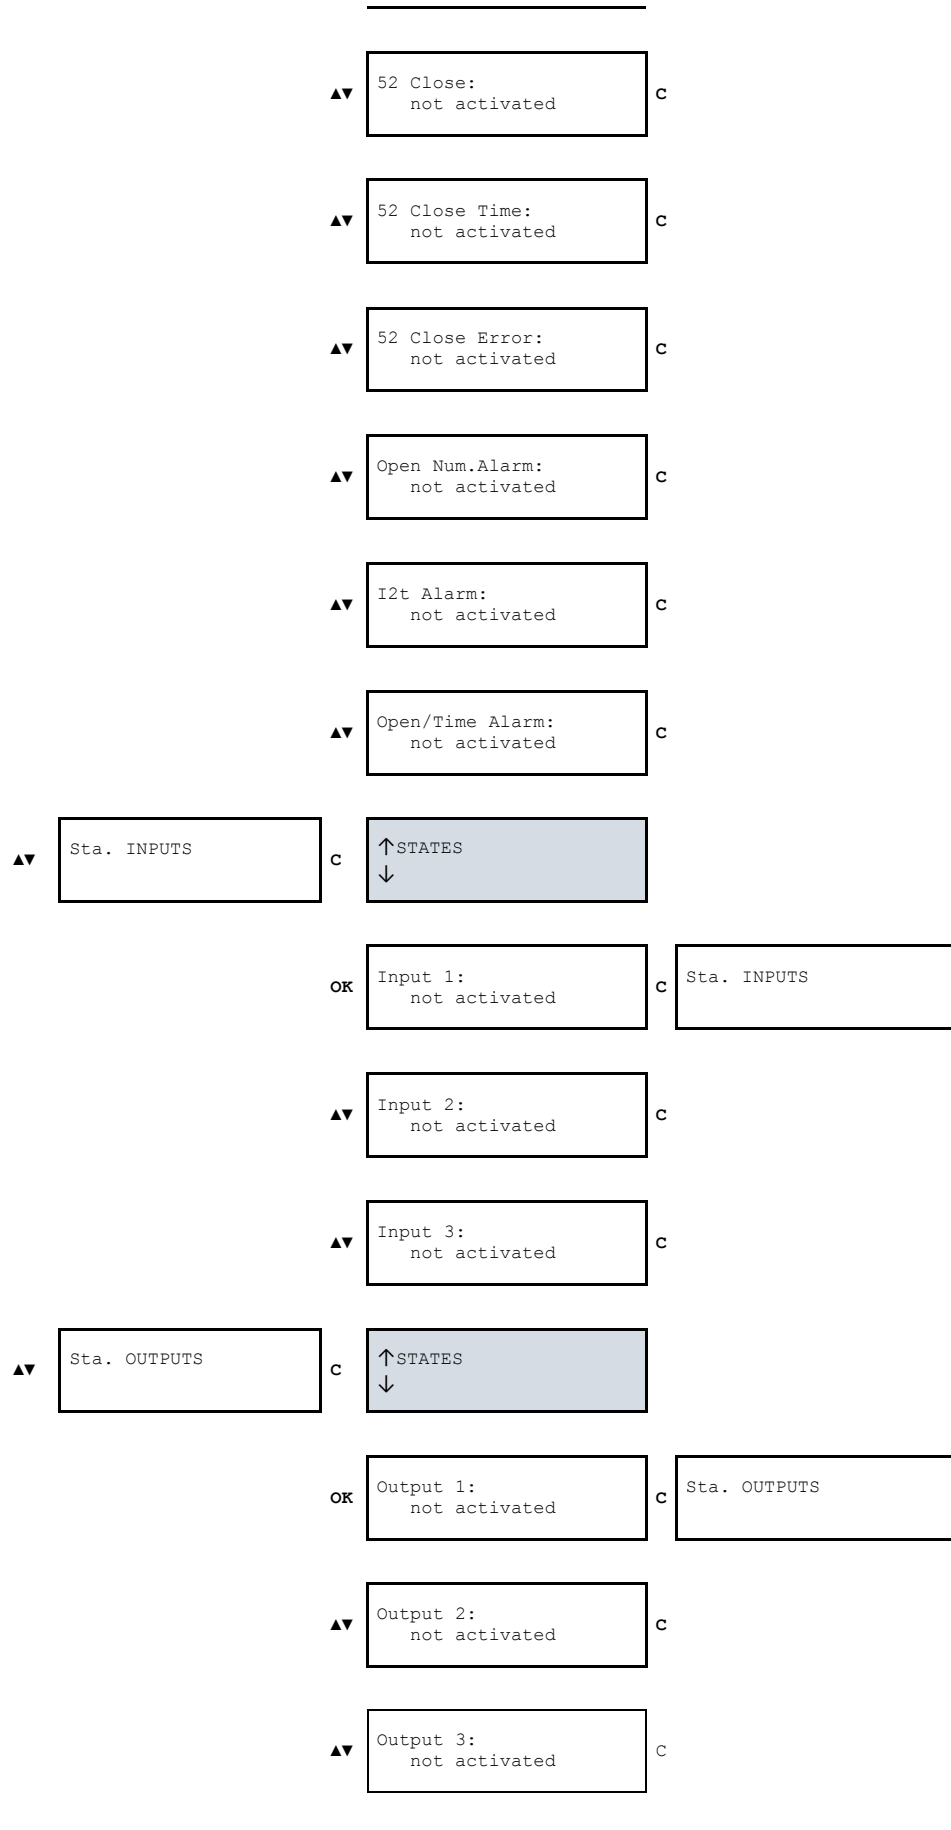 52 Close:
▲▼ not activated C
52 Close Time:
▲▼ not activated C
52 Close Error:
▲▼ not activated C
Open Num.Alarm:
▲▼ not activated C
I2t Alarm:
▲▼ not activated C
Open/Time Alarm:
▲▼ not activated C
▲▼ Sta. INPUTS C ↑STATES
↓
OK Input 1: C Sta. INPUTS
not activated
Input 2:
▲▼ not activated C
Input 3:
▲▼ not activated C
▲▼ Sta. OUTPUTS C ↑STATES
↓
OK Output 1: C Sta. OUTPUTS
not activated
Output 2:
▲▼ not activated C
Output 3:
▲▼ not activated C